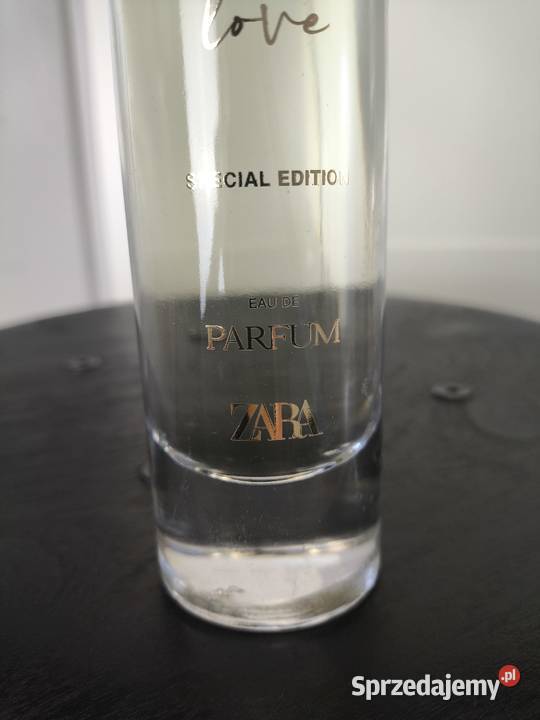 love
SPECIAL EDITION
EAU DE
PARFUM
ZARA
Sprzedajemy.pl